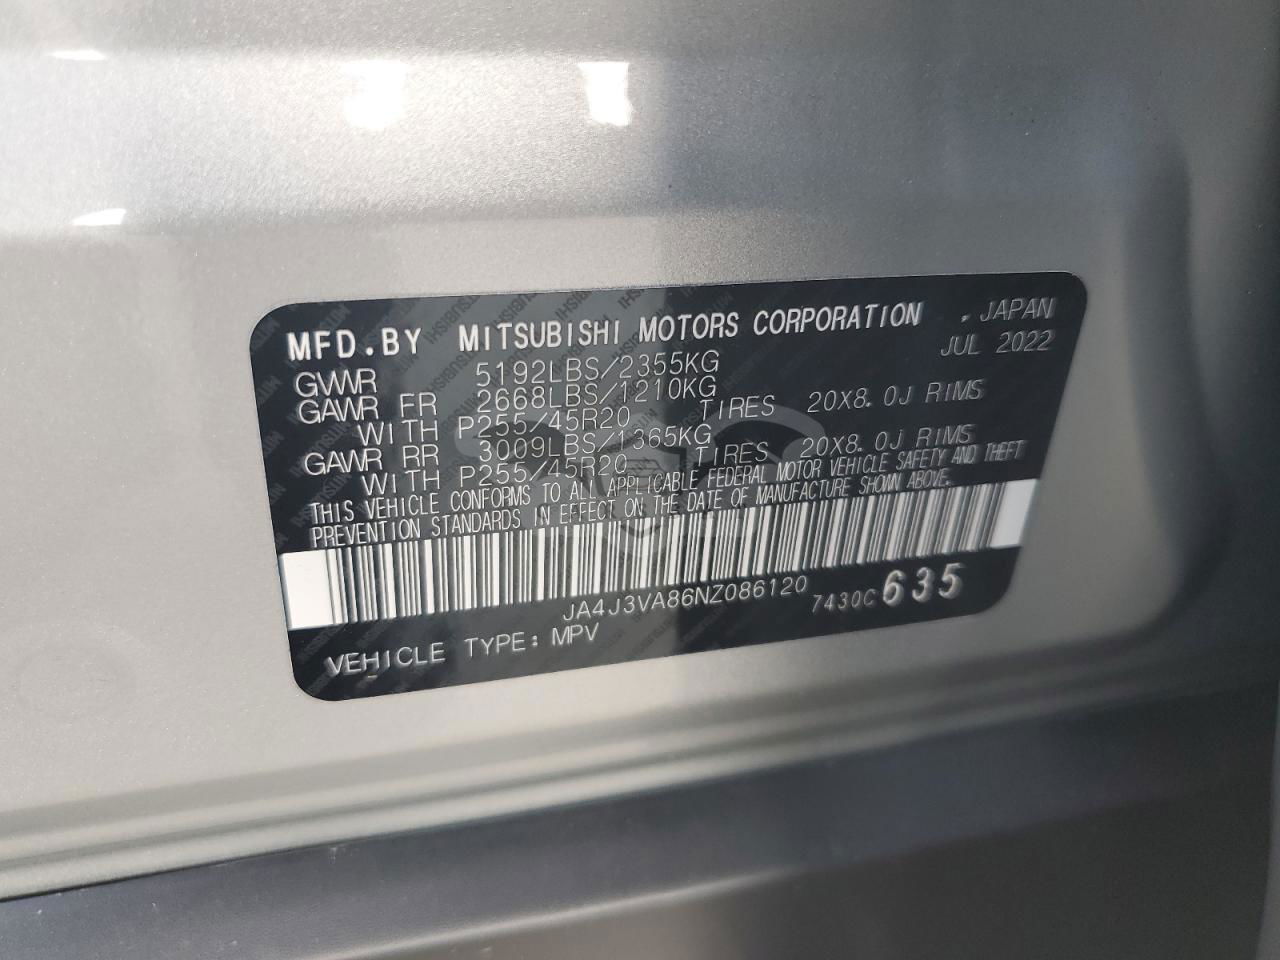 MFD.BY MITSUBISHI MOTORS CORPORATION , JAPAN
JUL 2022
GVWR 5192LBS/2355KG
GAWR FR 2668LBS/1210KG
WITH P255/45R20 TIRES 20X8.0J RIMS
GAWR RR 3009LBS/1365KG
WITH P255/45R20 TIRES 20X8.0J RIMS
THIS VEHICLE CONFORMS TO ALL APPLICABLE FEDERAL MOTOR VEHICLE SAFETY AND THEFT
PREVENTION STANDARDS IN EFFECT ON THE DATE OF MANUFACTURE SHOWN ABOVE.
JA4J3VA86NZ086120 7430C 635
VEHICLE TYPE: MPV